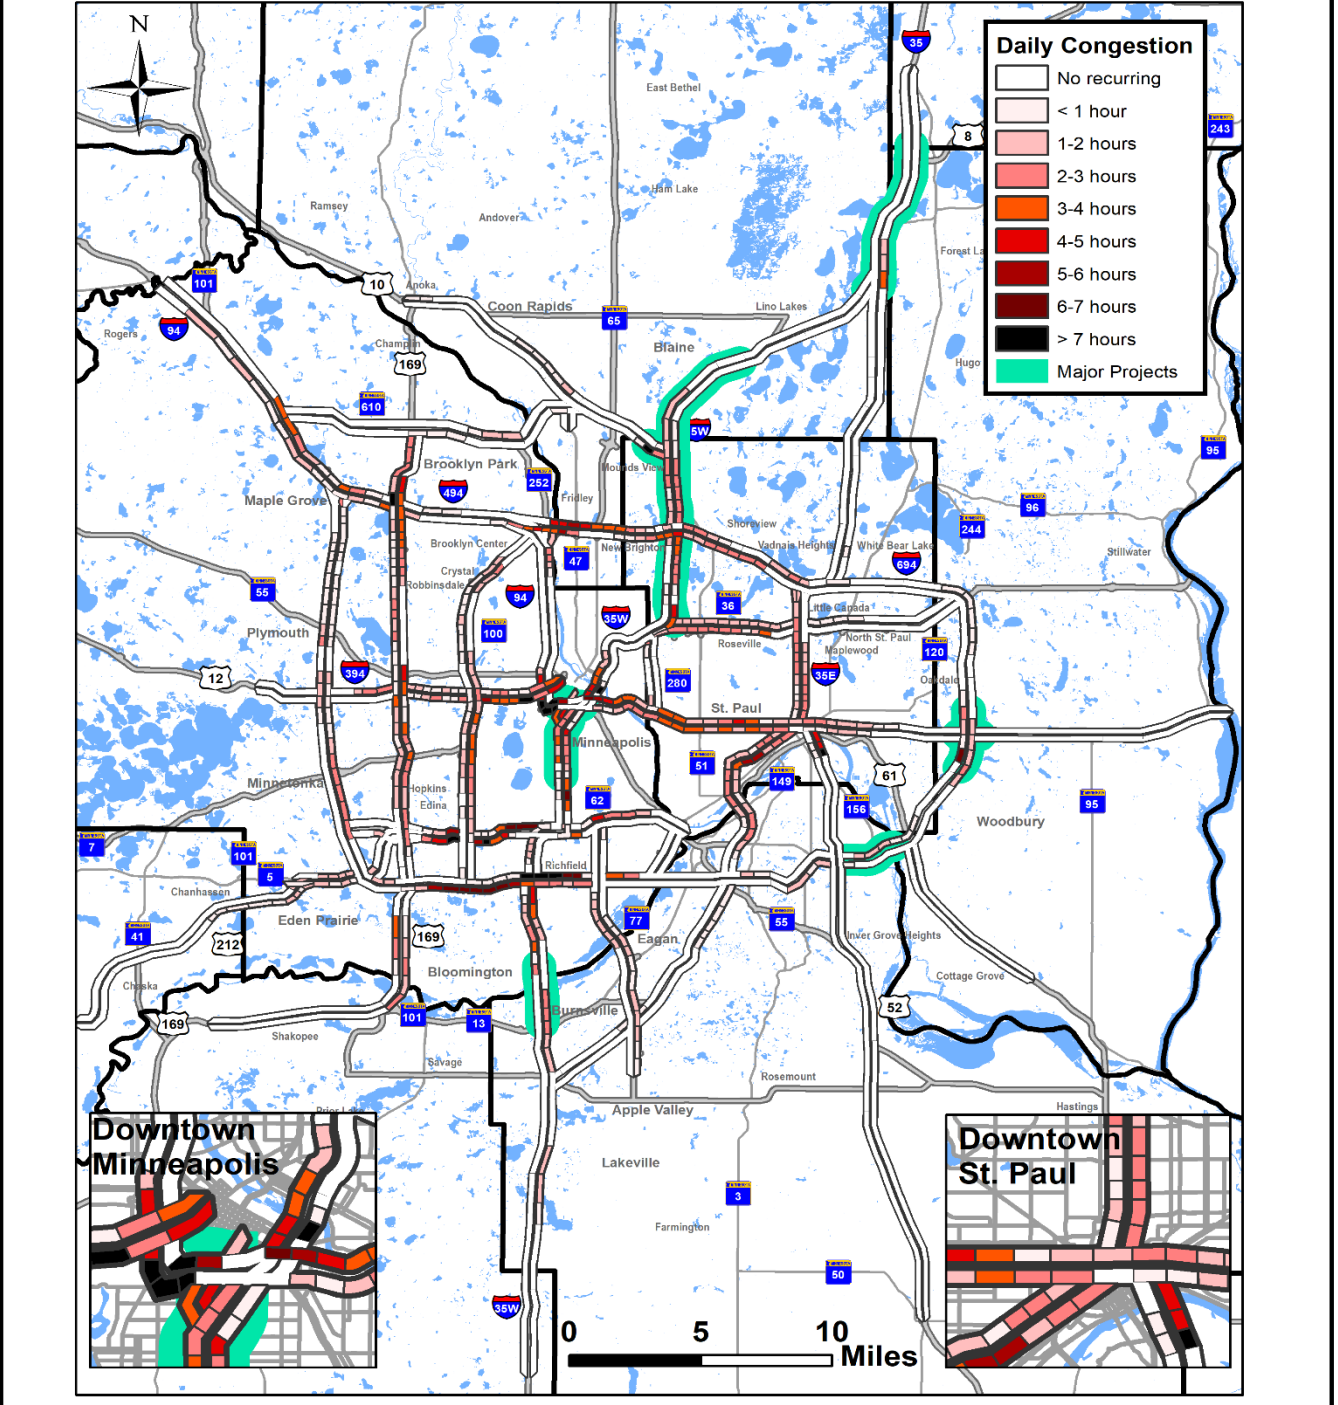 N
35
Daily Congestion
No recurring
< 1 hour
1-2 hours
2-3 hours
3-4 hours
4-5 hours
5-6 hours
6-7 hours
> 7 hours
Major Projects
8
243
East Bethel
Ham Lake
Ramsey
Andover
Forest La
101
10
Anoka
Coon Rapids
65
Lino Lakes
94
Rogers
Champlin
Blaine
169
Hugo
610
5W
95
Brooklyn Park
Mounds View
252
494
Maple Grove
Fridley
96
244
Shoreview
Brooklyn Center
New Brighton
Vadnais Heights
White Bear Lake
Stillwater
47
694
Crystal
Robbinsdale
55
94
36
35W
Little Canada
100
Plymouth
Roseville
North St. Paul
Maplewood
120
394
12
280
35E
Oakdale
St. Paul
Minneapolis
51
61
149
Minnetonka
Hopkins
Edina
62
156
95
Woodbury
7
101
5
Richfield
Chanhassen
Eden Prairie
77
55
41
212
169
Eagan
Inver Grove Heights
Bloomington
Cottage Grove
Chaska
52
169
101
13
Burnsville
Shakopee
Savage
Rosemount
Apple Valley
Hastings
Prior Lake
Downtown
Minneapolis
Downtown
St. Paul
Lakeville
3
Farmington
50
35W
0 5 10
Miles